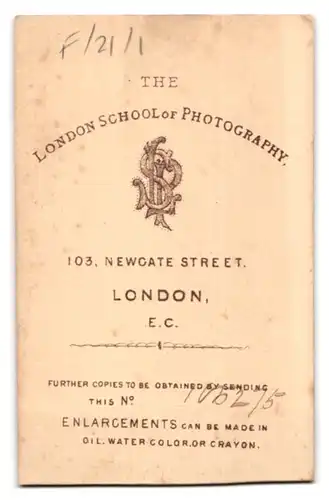 F/21/1
THE
LONDON SCHOOL OF PHOTOGRAPHY.
103, NEWGATE STREET.
LONDON,
E.C.
FURTHER COPIES TO BE OBTAINED BY SENDING
THIS NO.
ENLARGEMENTS CAN BE MADE IN
OIL. WATER COLOR. OR CRAYON.